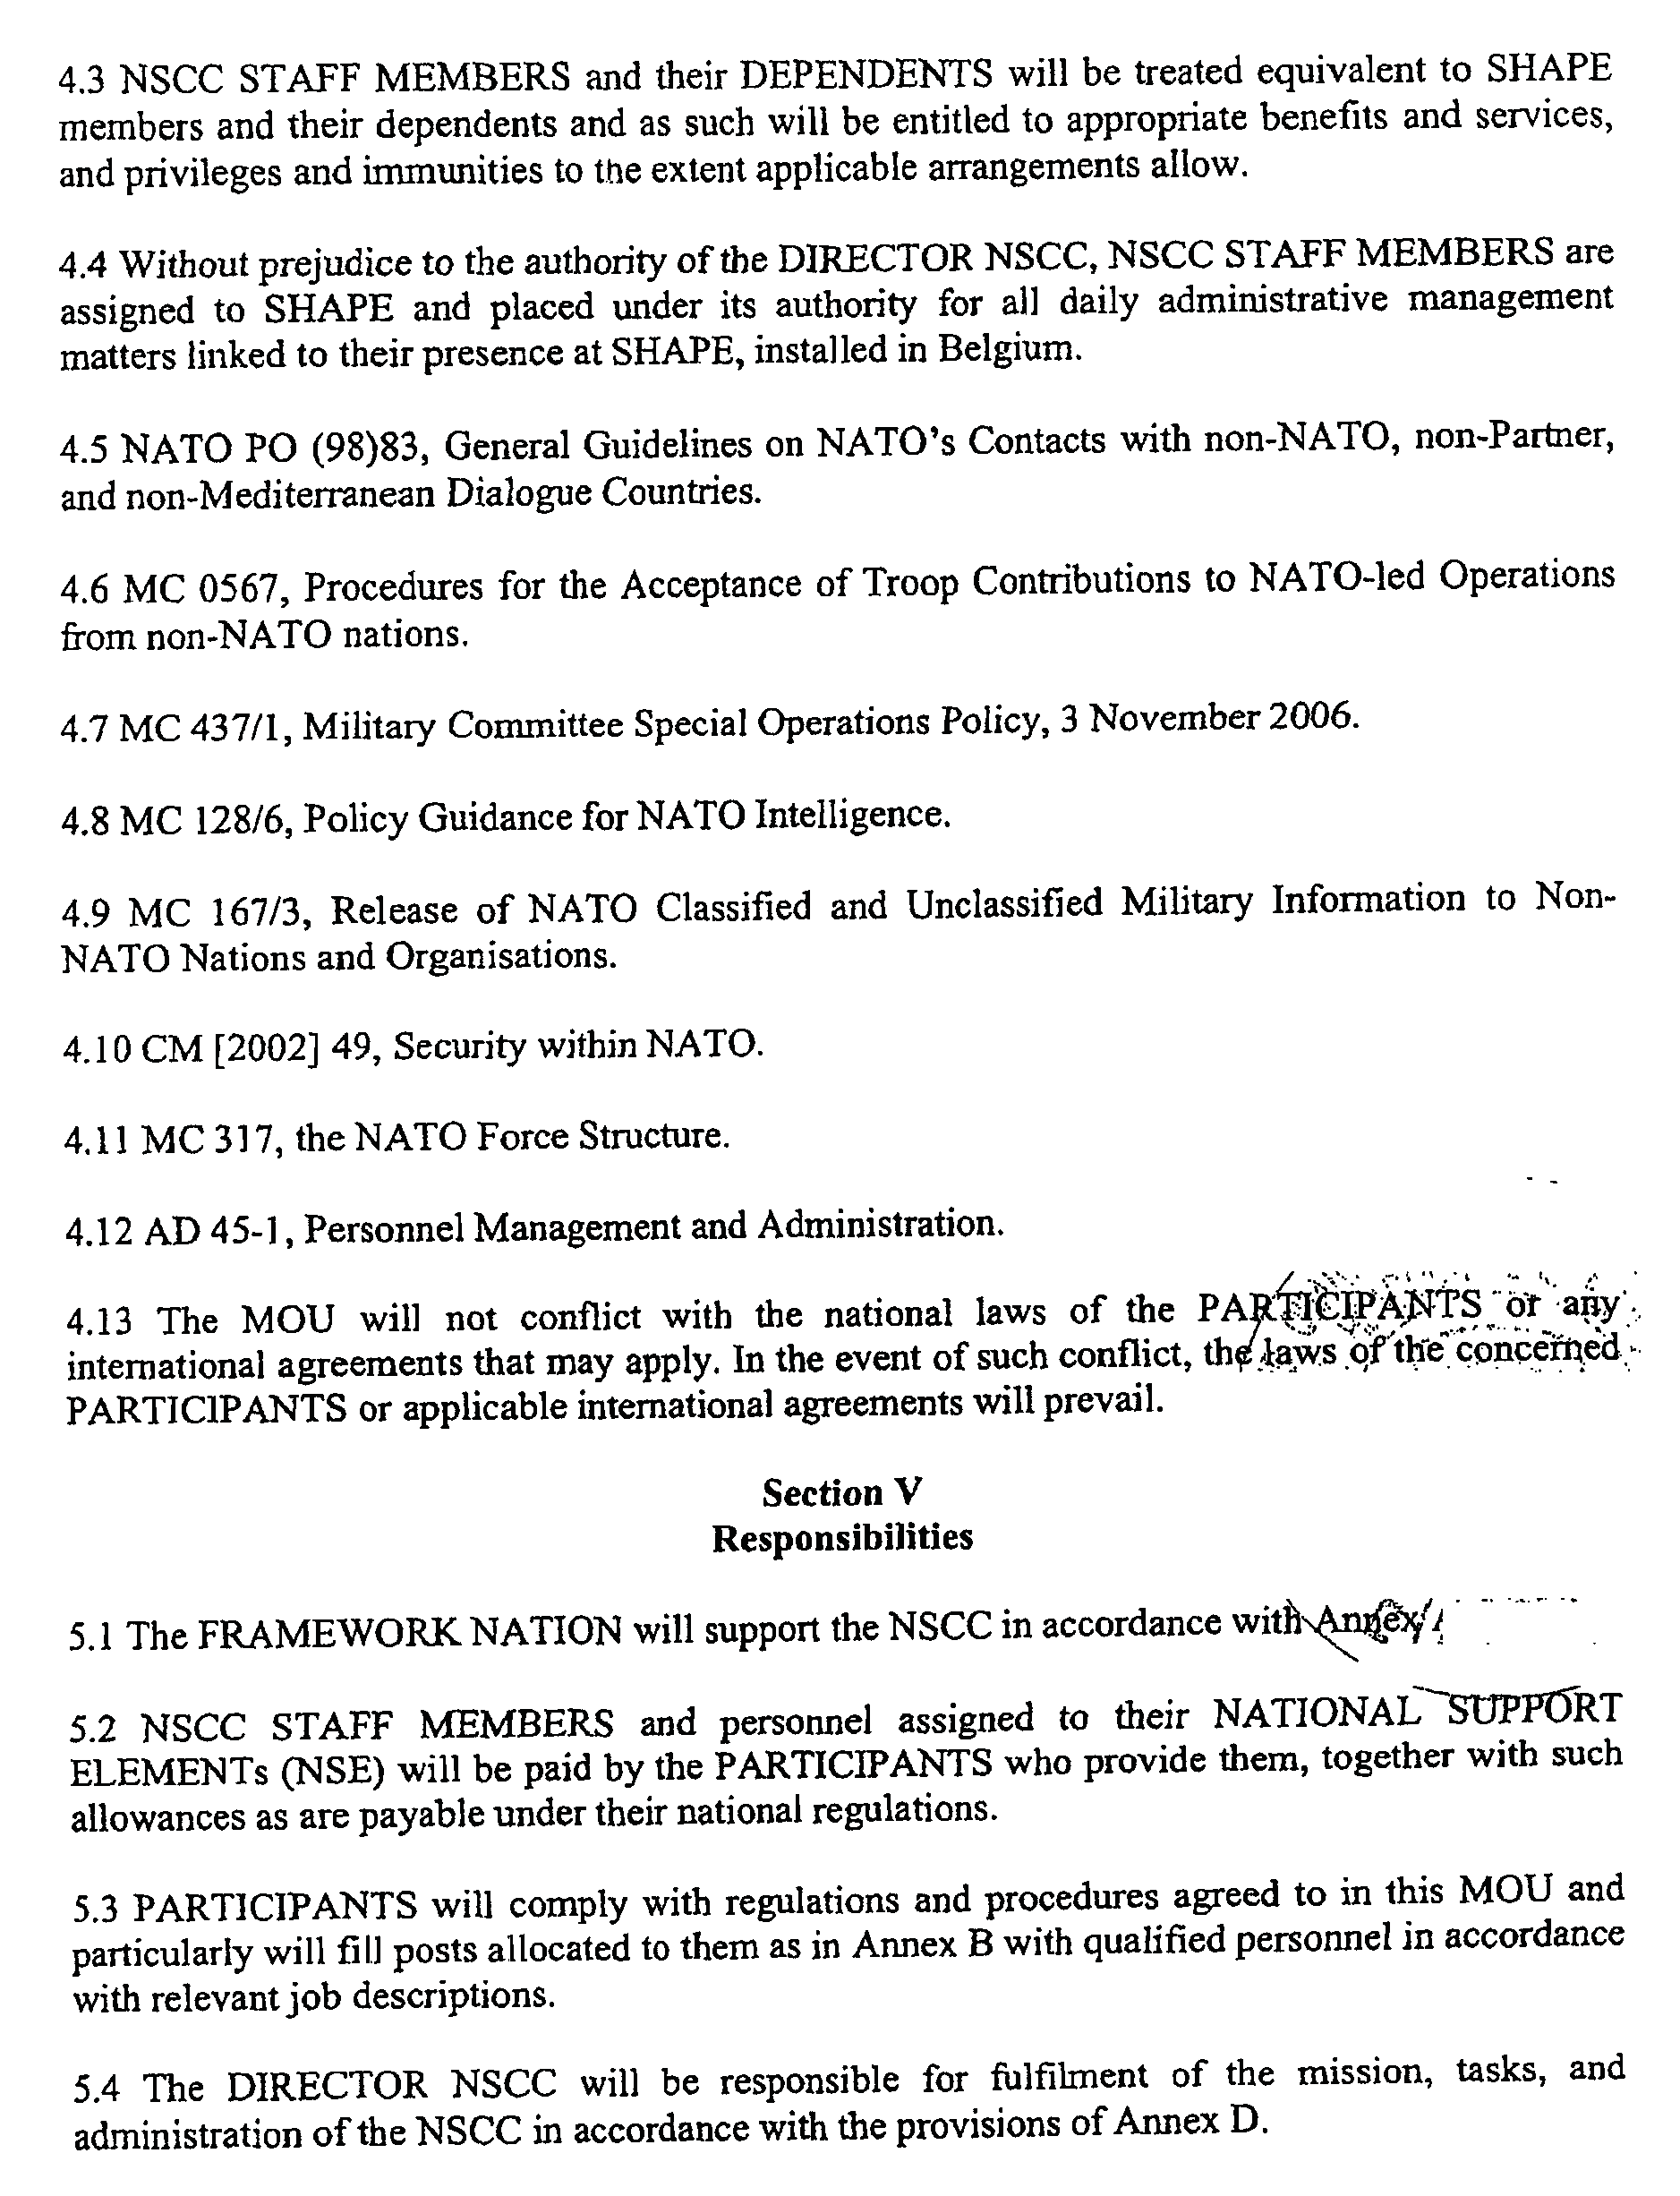 4.3 NSCC STAFF MEMBERS and their DEPENDENTS will be treated equivalent to SHAPE
members and their dependents and as such will be entitled to appropriate benefits and services,
and privileges and immunities to the extent applicable arrangements allow.
4.4 Without prejudice to the authority of the DIRECTOR NSCC, NSCC STAFF MEMBERS are
assigned to SHAPE and placed under its authority for all daily administrative management
matters linked to their presence at SHAPE, installed in Belgium.
4.5 NATO PO (98)83, General Guidelines on NATO's Contacts with non-NATO, non-Partner,
and non-Mediterranean Dialogue Countries.
4.6 MC 0567, Procedures for the Acceptance of Troop Contributions to NATO-led Operations
from non-NATO nations.
4.7 MC 437/1, Military Committee Special Operations Policy, 3 November 2006.
4.8 MC 128/6, Policy Guidance for NATO Intelligence.
4.9 MC 167/3, Release of NATO Classified and Unclassified Military Information to Non-
NATO Nations and Organisations.
4.10 CM [2002] 49, Security within NATO.
4.11 MC 317, the NATO Force Structure.
4.12 AD 45-1, Personnel Management and Administration.
4.13 The MOU will not conflict with the national laws of the PARTICIPANTS or any
international agreements that may apply. In the event of such conflict, the laws of the concerned
PARTICIPANTS or applicable international agreements will prevail.
Section V
Responsibilities
5.1 The FRAMEWORK NATION will support the NSCC in accordance with Annex
5.2 NSCC STAFF MEMBERS and personnel assigned to their NATIONAL SUPPORT
ELEMENTs (NSE) will be paid by the PARTICIPANTS who provide them, together with such
allowances as are payable under their national regulations.
5.3 PARTICIPANTS will comply with regulations and procedures agreed to in this MOU and
particularly will fill posts allocated to them as in Annex B with qualified personnel in accordance
with relevant job descriptions.
5.4 The DIRECTOR NSCC will be responsible for fulfilment of the mission, tasks, and
administration of the NSCC in accordance with the provisions of Annex D.